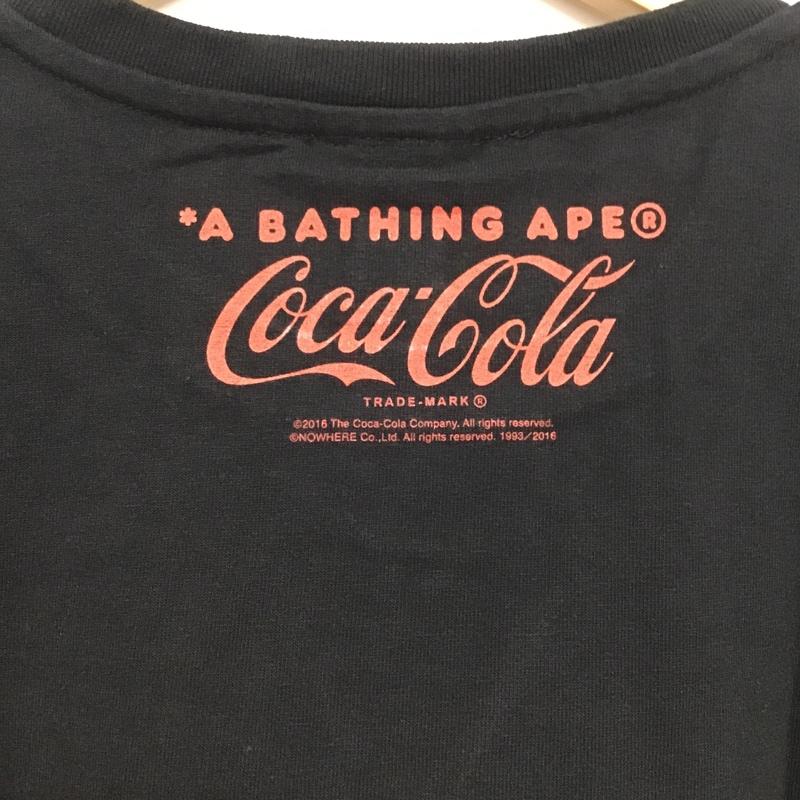 *A BATHING APE®
Coca-Cola
TRADE-MARK®
©2016 The Coca-Cola Company. All rights reserved.
©NOWHERE Co.,Ltd. All rights reserved. 1993/2016